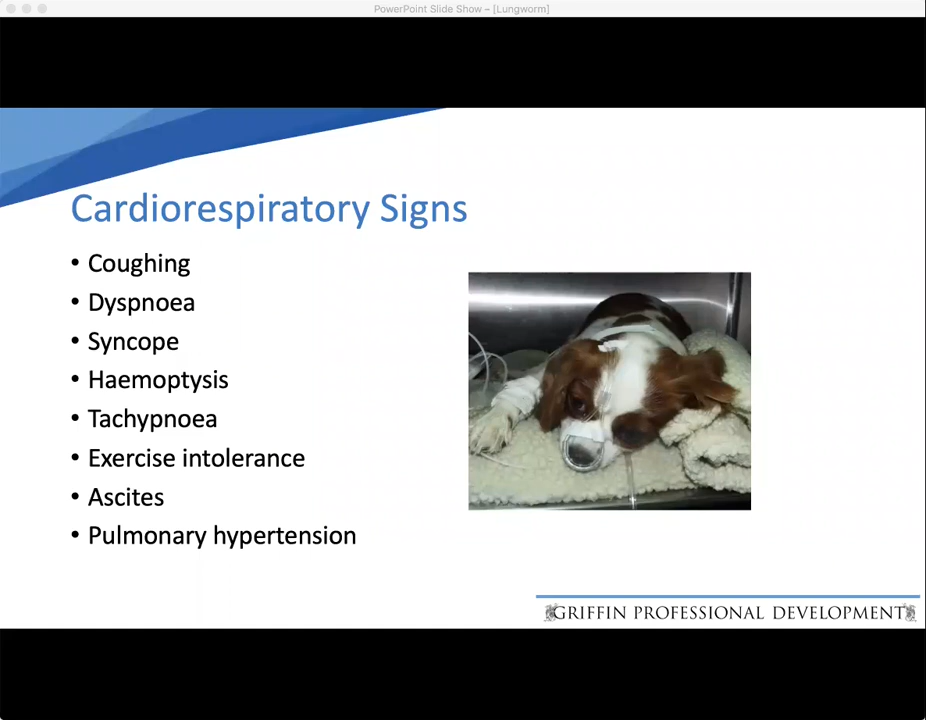 PowerPoint Slide Show – [Lungworm]
Cardiorespiratory Signs
• Coughing
• Dyspnoea
• Syncope
• Haemoptysis
• Tachypnoea
• Exercise intolerance
• Ascites
• Pulmonary hypertension
GRIFFIN PROFESSIONAL DEVELOPMENT